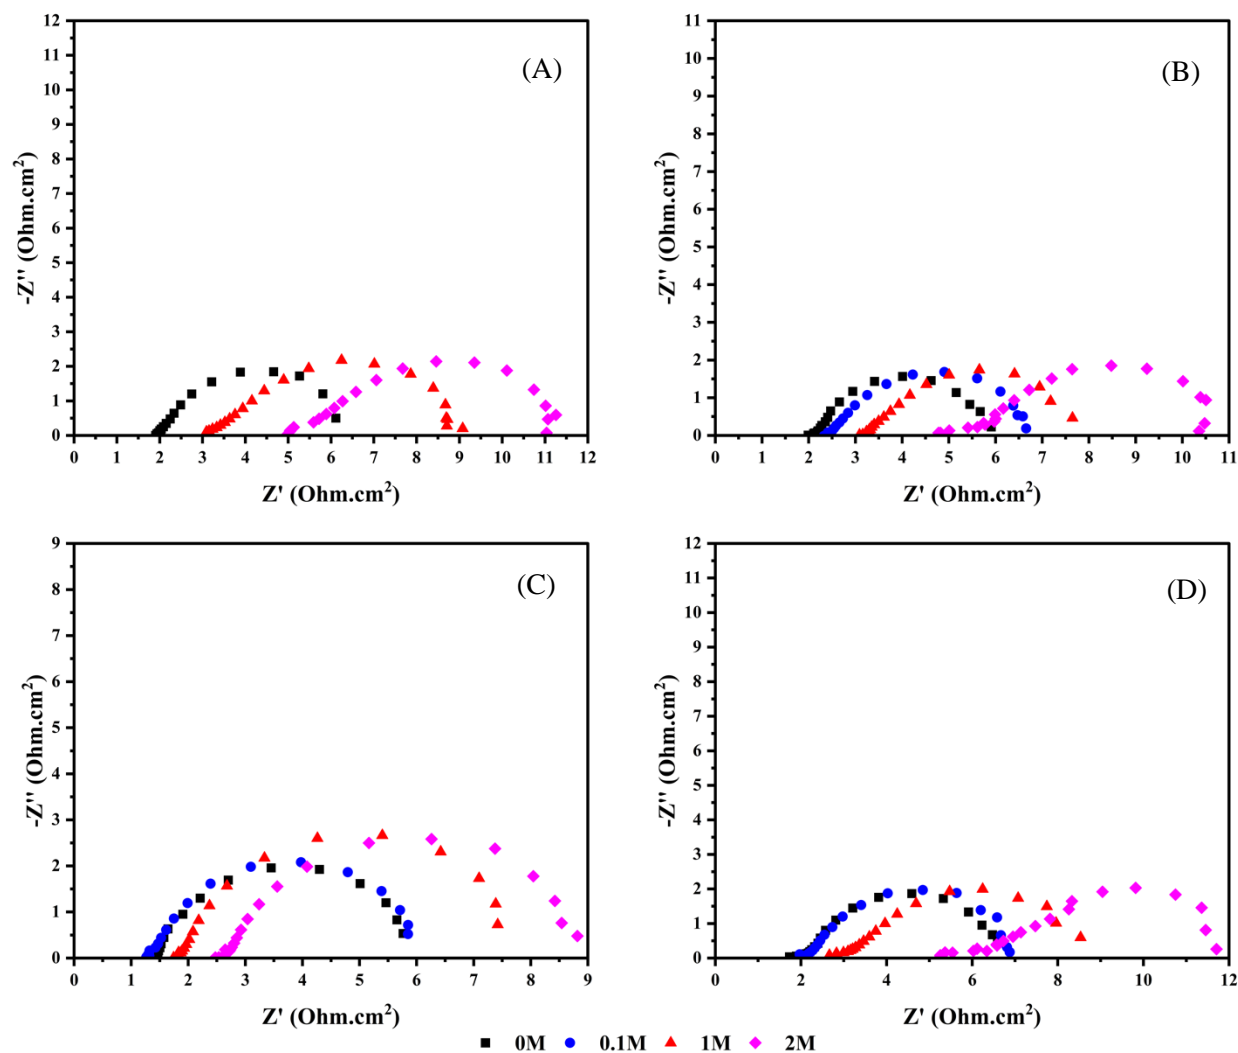 (A)
12
11
10
9
8
7
6
5
4
3
2
1
0
-Z'' (Ohm.cm²)
0 1 2 3 4 5 6 7 8 9 10 11 12
Z' (Ohm.cm²)
(B)
11
10
9
8
7
6
5
4
3
2
1
0
-Z'' (Ohm.cm²)
0 1 2 3 4 5 6 7 8 9 10 11
Z' (Ohm.cm²)
(C)
9
8
7
6
5
4
3
2
1
0
-Z'' (Ohm.cm²)
0 1 2 3 4 5 6 7 8 9
Z' (Ohm.cm²)
(D)
12
11
10
9
8
7
6
5
4
3
2
1
0
-Z'' (Ohm.cm²)
0 2 4 6 8 10 12
Z' (Ohm.cm²)
0M 0.1M 1M 2M